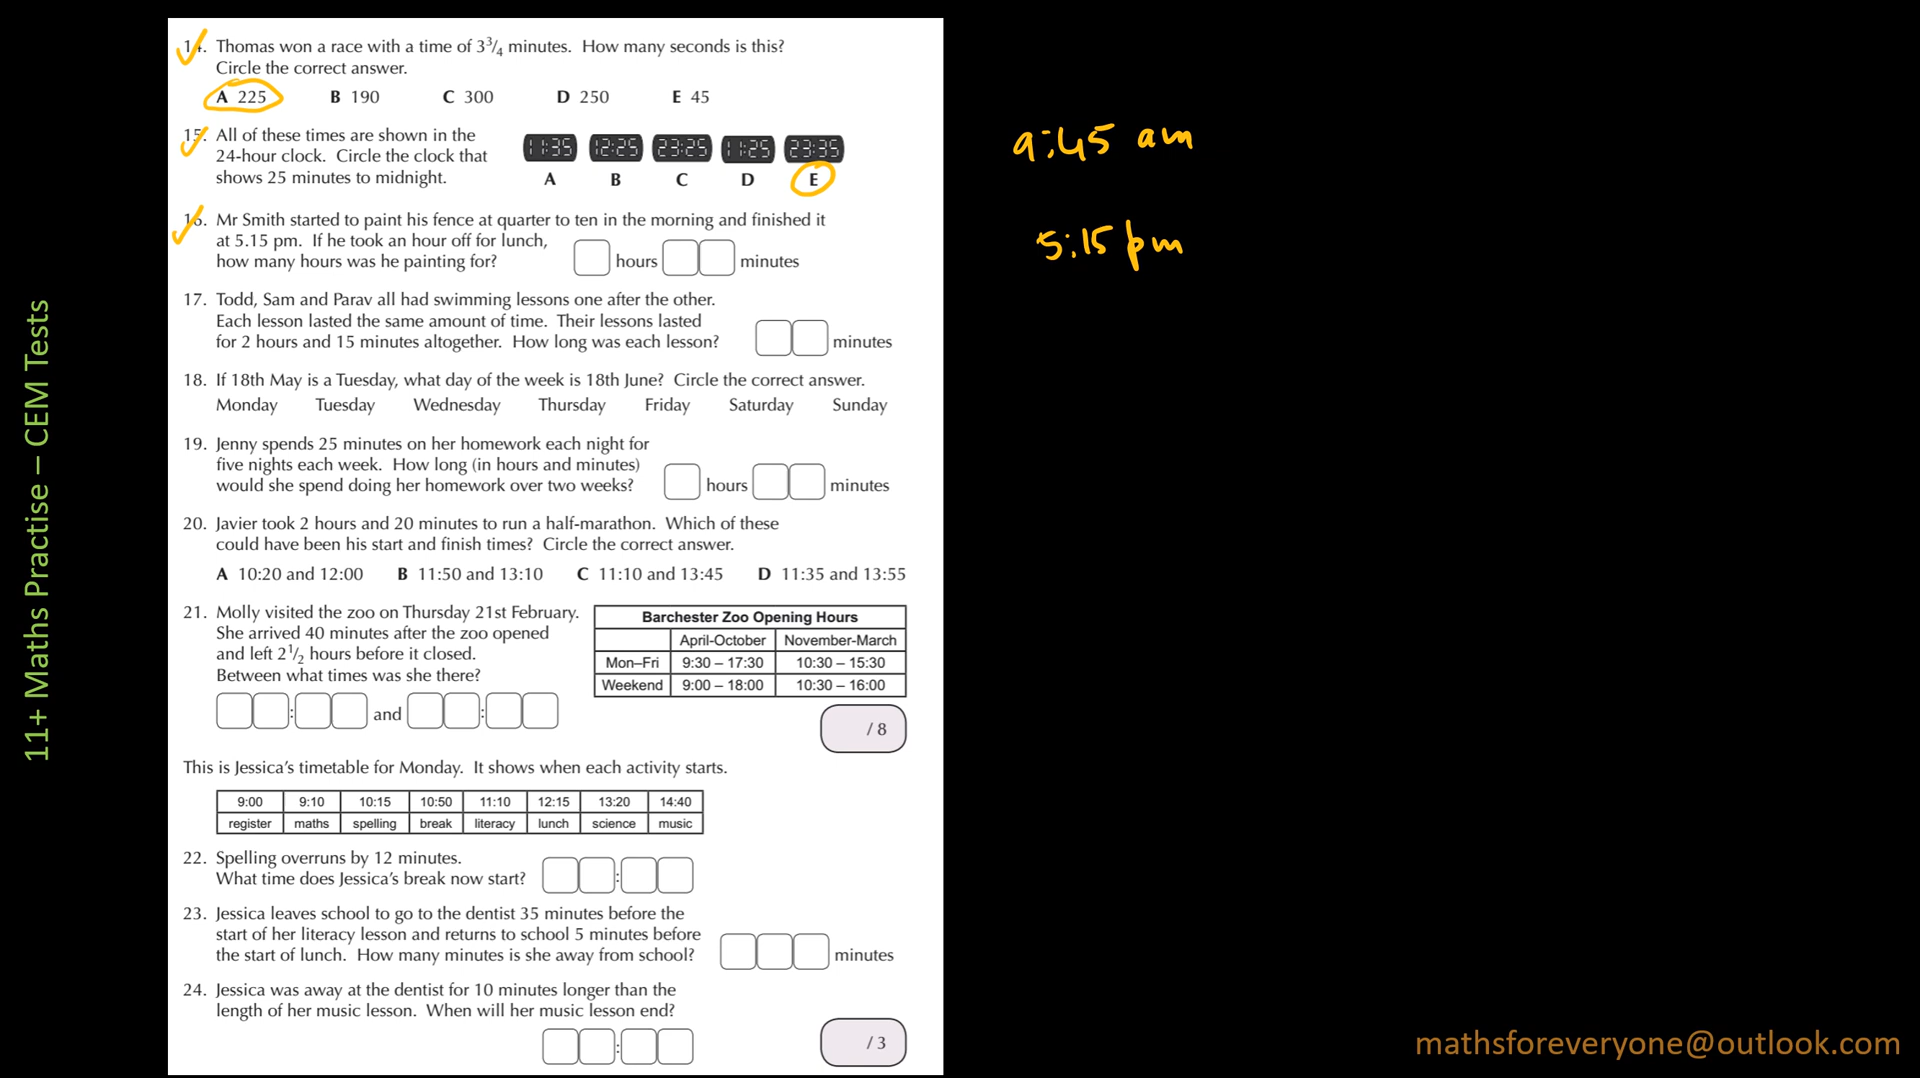 11+ Maths Practise – CEM Tests
14. Thomas won a race with a time of 3 3/4 minutes. How many seconds is this?
Circle the correct answer.
A 225 B 190 C 300 D 250 E 45
15. All of these times are shown in the
24-hour clock. Circle the clock that
shows 25 minutes to midnight.
11:35 12:25 23:25 11:25 23:35
A B C D E
16. Mr Smith started to paint his fence at quarter to ten in the morning and finished it
at 5.15 pm. If he took an hour off for lunch,
how many hours was he painting for? hours minutes
17. Todd, Sam and Parav all had swimming lessons one after the other.
Each lesson lasted the same amount of time. Their lessons lasted
for 2 hours and 15 minutes altogether. How long was each lesson? minutes
18. If 18th May is a Tuesday, what day of the week is 18th June? Circle the correct answer.
Monday Tuesday Wednesday Thursday Friday Saturday Sunday
19. Jenny spends 25 minutes on her homework each night for
five nights each week. How long (in hours and minutes)
would she spend doing her homework over two weeks? hours minutes
20. Javier took 2 hours and 20 minutes to run a half-marathon. Which of these
could have been his start and finish times? Circle the correct answer.
A 10:20 and 12:00 B 11:50 and 13:10 C 11:10 and 13:45 D 11:35 and 13:55
21. Molly visited the zoo on Thursday 21st February.
She arrived 40 minutes after the zoo opened
and left 2 1/2 hours before it closed.
Between what times was she there?
: and :
Barchester Zoo Opening Hours
April-October November-March
Mon–Fri 9:30 – 17:30 10:30 – 15:30
Weekend 9:00 – 18:00 10:30 – 16:00
/ 8
This is Jessica's timetable for Monday. It shows when each activity starts.
9:00 9:10 10:15 10:50 11:10 12:15 13:20 14:40
register maths spelling break literacy lunch science music
22. Spelling overruns by 12 minutes.
What time does Jessica's break now start? :
23. Jessica leaves school to go to the dentist 35 minutes before the
start of her literacy lesson and returns to school 5 minutes before
the start of lunch. How many minutes is she away from school? minutes
24. Jessica was away at the dentist for 10 minutes longer than the
length of her music lesson. When will her music lesson end?
:
/ 3
9:45 am
5:15 pm
mathsforeveryone@outlook.com